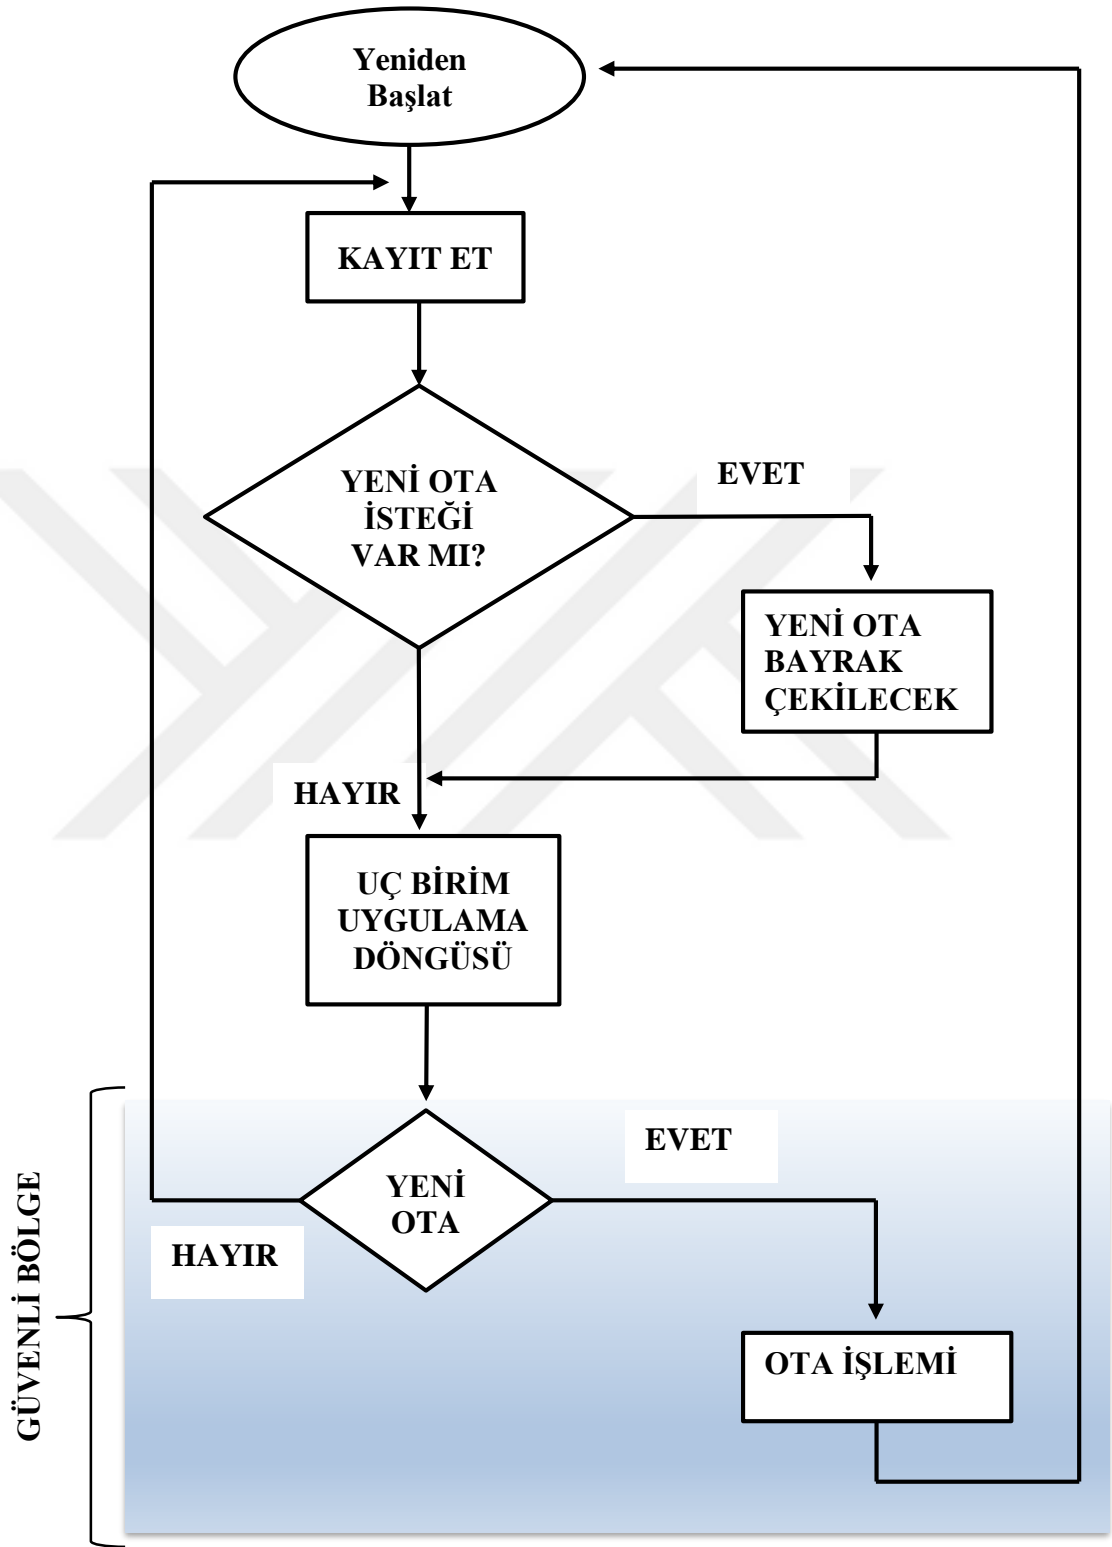 Yeniden
Başlat
KAYIT ET
YENİ OTA
İSTEĞİ
VAR MI?
EVET
YENİ OTA
BAYRAK
ÇEKİLECEK
HAYIR
UÇ BİRİM
UYGULAMA
DÖNGÜSÜ
YENİ
OTA
EVET
HAYIR
OTA İŞLEMİ
GÜVENLİ BÖLGE